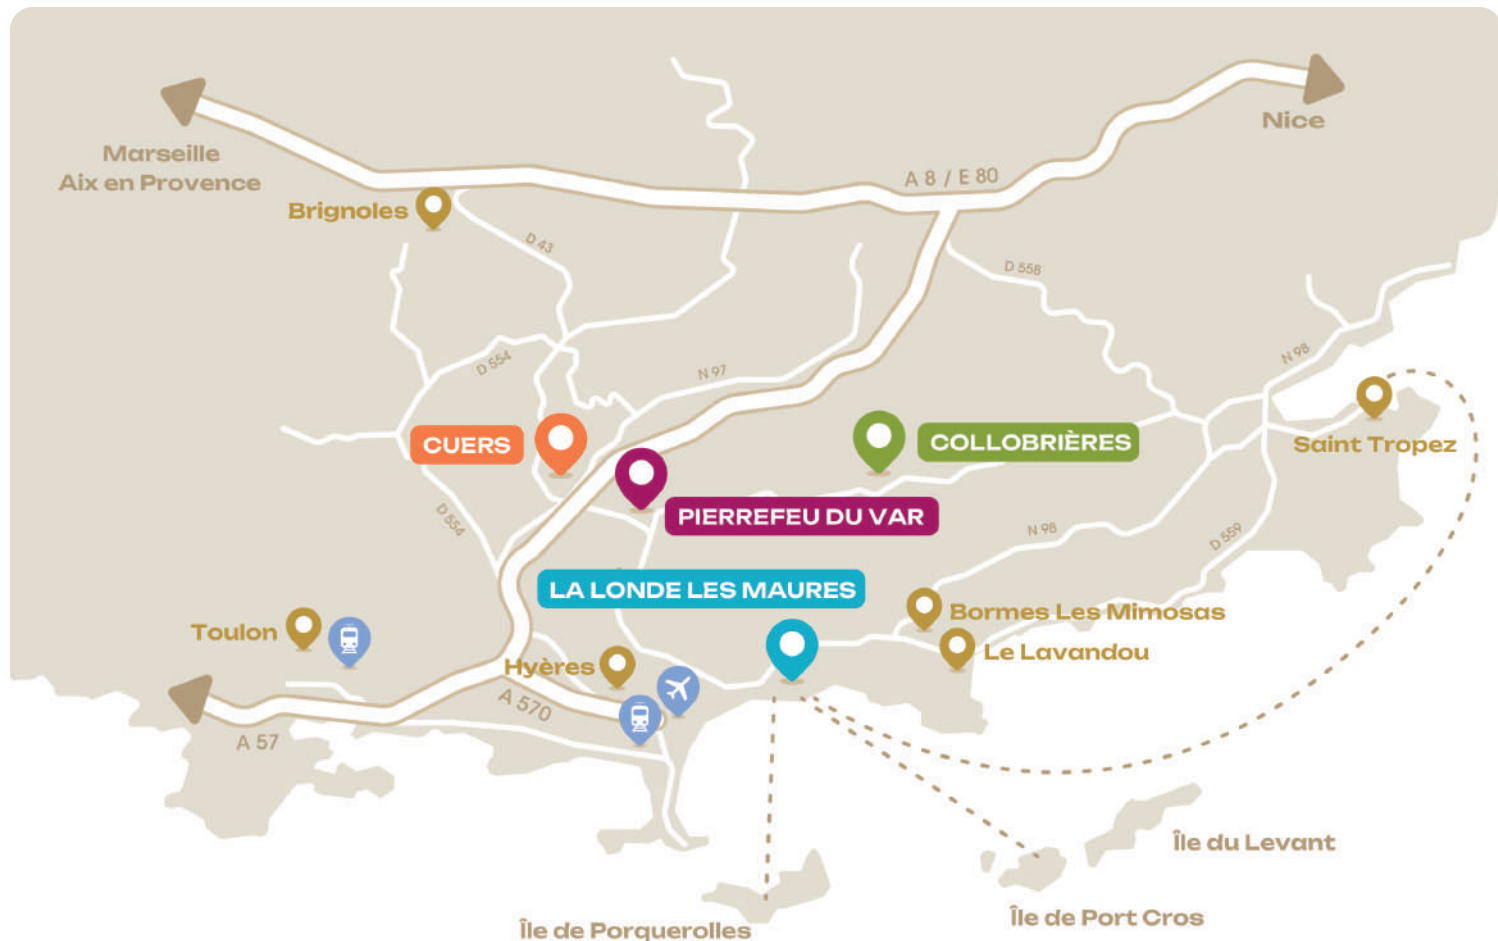 Nice
Marseille
Aix en Provence
A 8 / E 80
Brignoles
D 43
D 558
N 98
D 554
N 97
CUERS
COLLOBRIÈRES
Saint Tropez
D 554
PIERREFEU DU VAR
N 98
D 559
LA LONDE LES MAURES
Bormes Les Mimosas
Toulon
Le Lavandou
Hyères
A 570
A 57
Île du Levant
Île de Port Cros
Île de Porquerolles